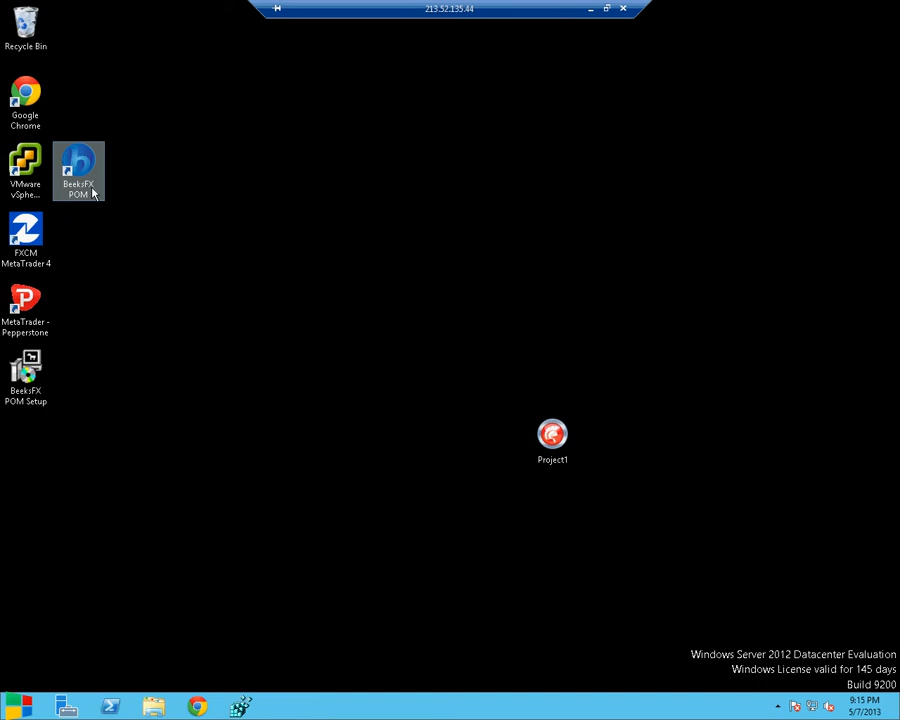 213.52.135.44
Recycle Bin
Google
Chrome
VMware
vSphe...
BeeksFX
POM
FXCM
MetaTrader 4
MetaTrader -
Pepperstone
BeeksFX
POM Setup
Project1
Windows Server 2012 Datacenter Evaluation
Windows License valid for 145 days
Build 9200
9:15 PM
5/7/2013